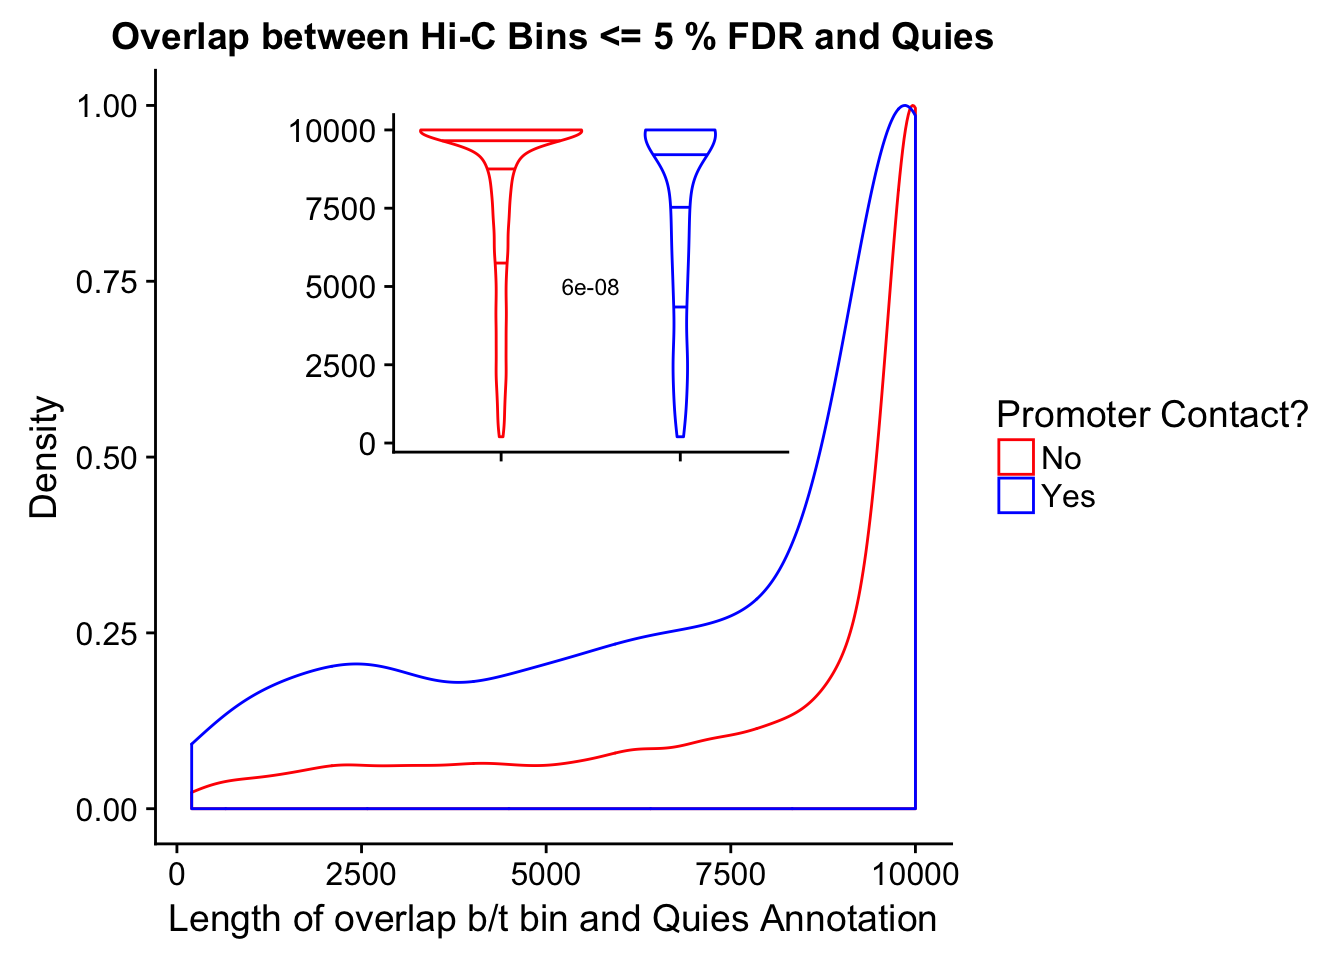 Overlap between Hi-C Bins <= 5 % FDR and Quies
1.00
0.75
0.50
0.25
0.00
Density
10000
7500
5000
2500
0
6e-08
Promoter Contact?
No
Yes
0 2500 5000 7500 10000
Length of overlap b/t bin and Quies Annotation